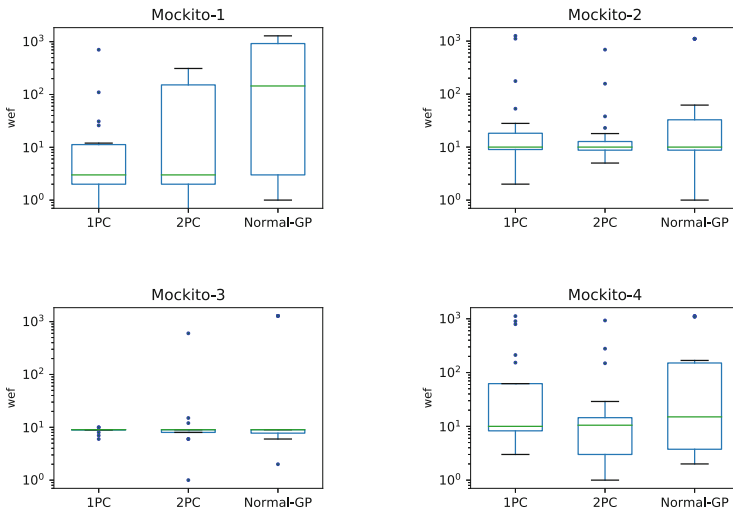 Mockito-1
10³
10²
10¹
10⁰
wef
1PC 2PC Normal-GP
Mockito-2
10³
10²
10¹
10⁰
wef
1PC 2PC Normal-GP
Mockito-3
10³
10²
10¹
10⁰
wef
1PC 2PC Normal-GP
Mockito-4
10³
10²
10¹
10⁰
wef
1PC 2PC Normal-GP